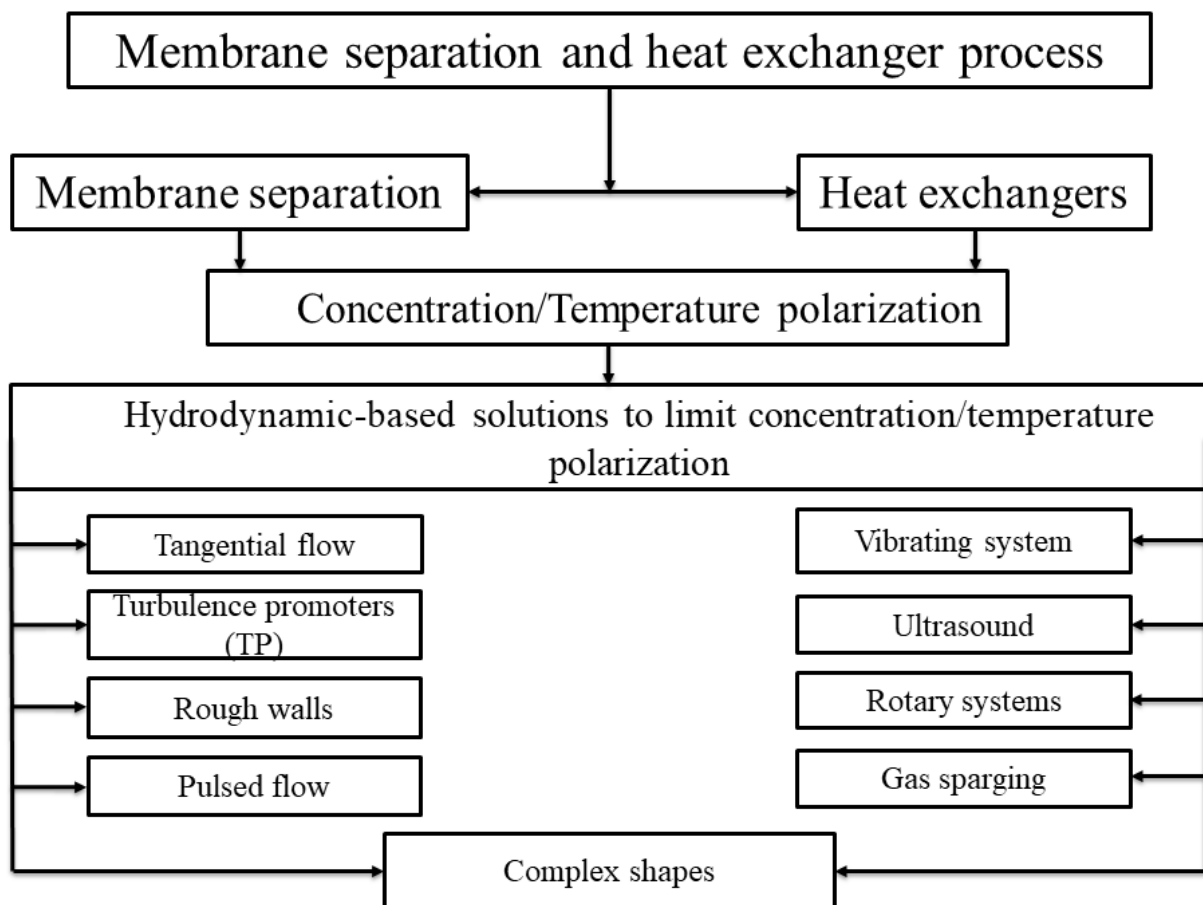 Membrane separation and heat exchanger process
Membrane separation
Heat exchangers
Concentration/Temperature polarization
Hydrodynamic-based solutions to limit concentration/temperature
polarization
Tangential flow
Turbulence promoters
(TP)
Rough walls
Pulsed flow
Vibrating system
Ultrasound
Rotary systems
Gas sparging
Complex shapes